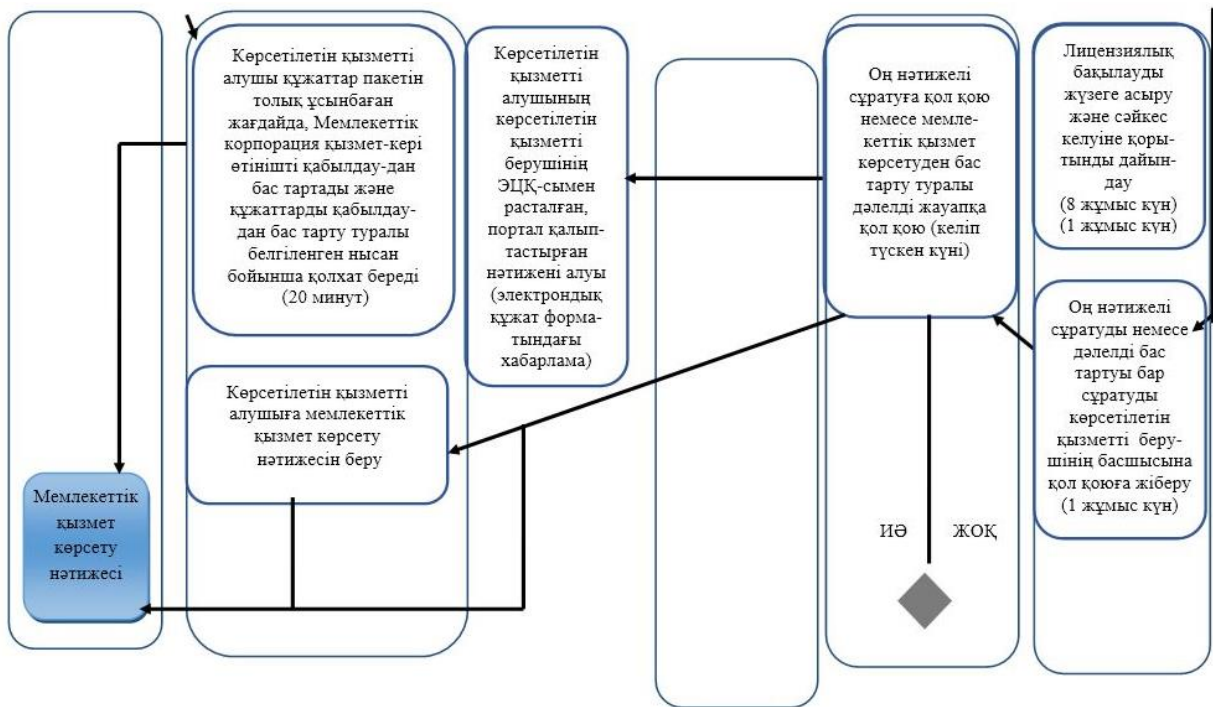 Көрсетілетін қызметті
алушы құжаттар пакетін
толық ұсынбаған
жағдайда, Мемлекеттік
корпорация қызмет-кері
өтінішті қабылдау-дан
бас тартады және
құжаттарды қабылдау-
дан бас тарту туралы
белгіленген нысан
бойынша қолхат береді
(20 минут)
Көрсетілетін
қызметті
алушының
көрсетілетін
қызметті
берушінің
ЭЦҚ-сымен
расталған,
портал қалып-
тастырған
нәтижені алуы
(электрондық
құжат форма-
тындағы
хабарлама)
Оң нәтижелі
сұратуға қол қою
немесе мемле-
кеттік қызмет
көрсетуден бас
тарту туралы
дәлелді жауапқа
қол қою (келіп
түскен күні)
Лицензиялық
бақылауды
жүзеге асыру
және сәйкес
келуіне қоры-
тынды дайын-
дау
(8 жұмыс күн)
(1 жұмыс күн)
Оң нәтижелі
сұратуды немесе
дәлелді бас
тартуы бар
сұратуды
көрсетілетін
қызметті беру-
шінің басшысына
қол қоюға жіберу
(1 жұмыс күн)
Көрсетілетін қызметті
алушыға мемлекеттік
қызмет көрсету
нәтижесін беру
Мемлекеттік
қызмет
көрсету
нәтижесі
ИӘ ЖОҚ